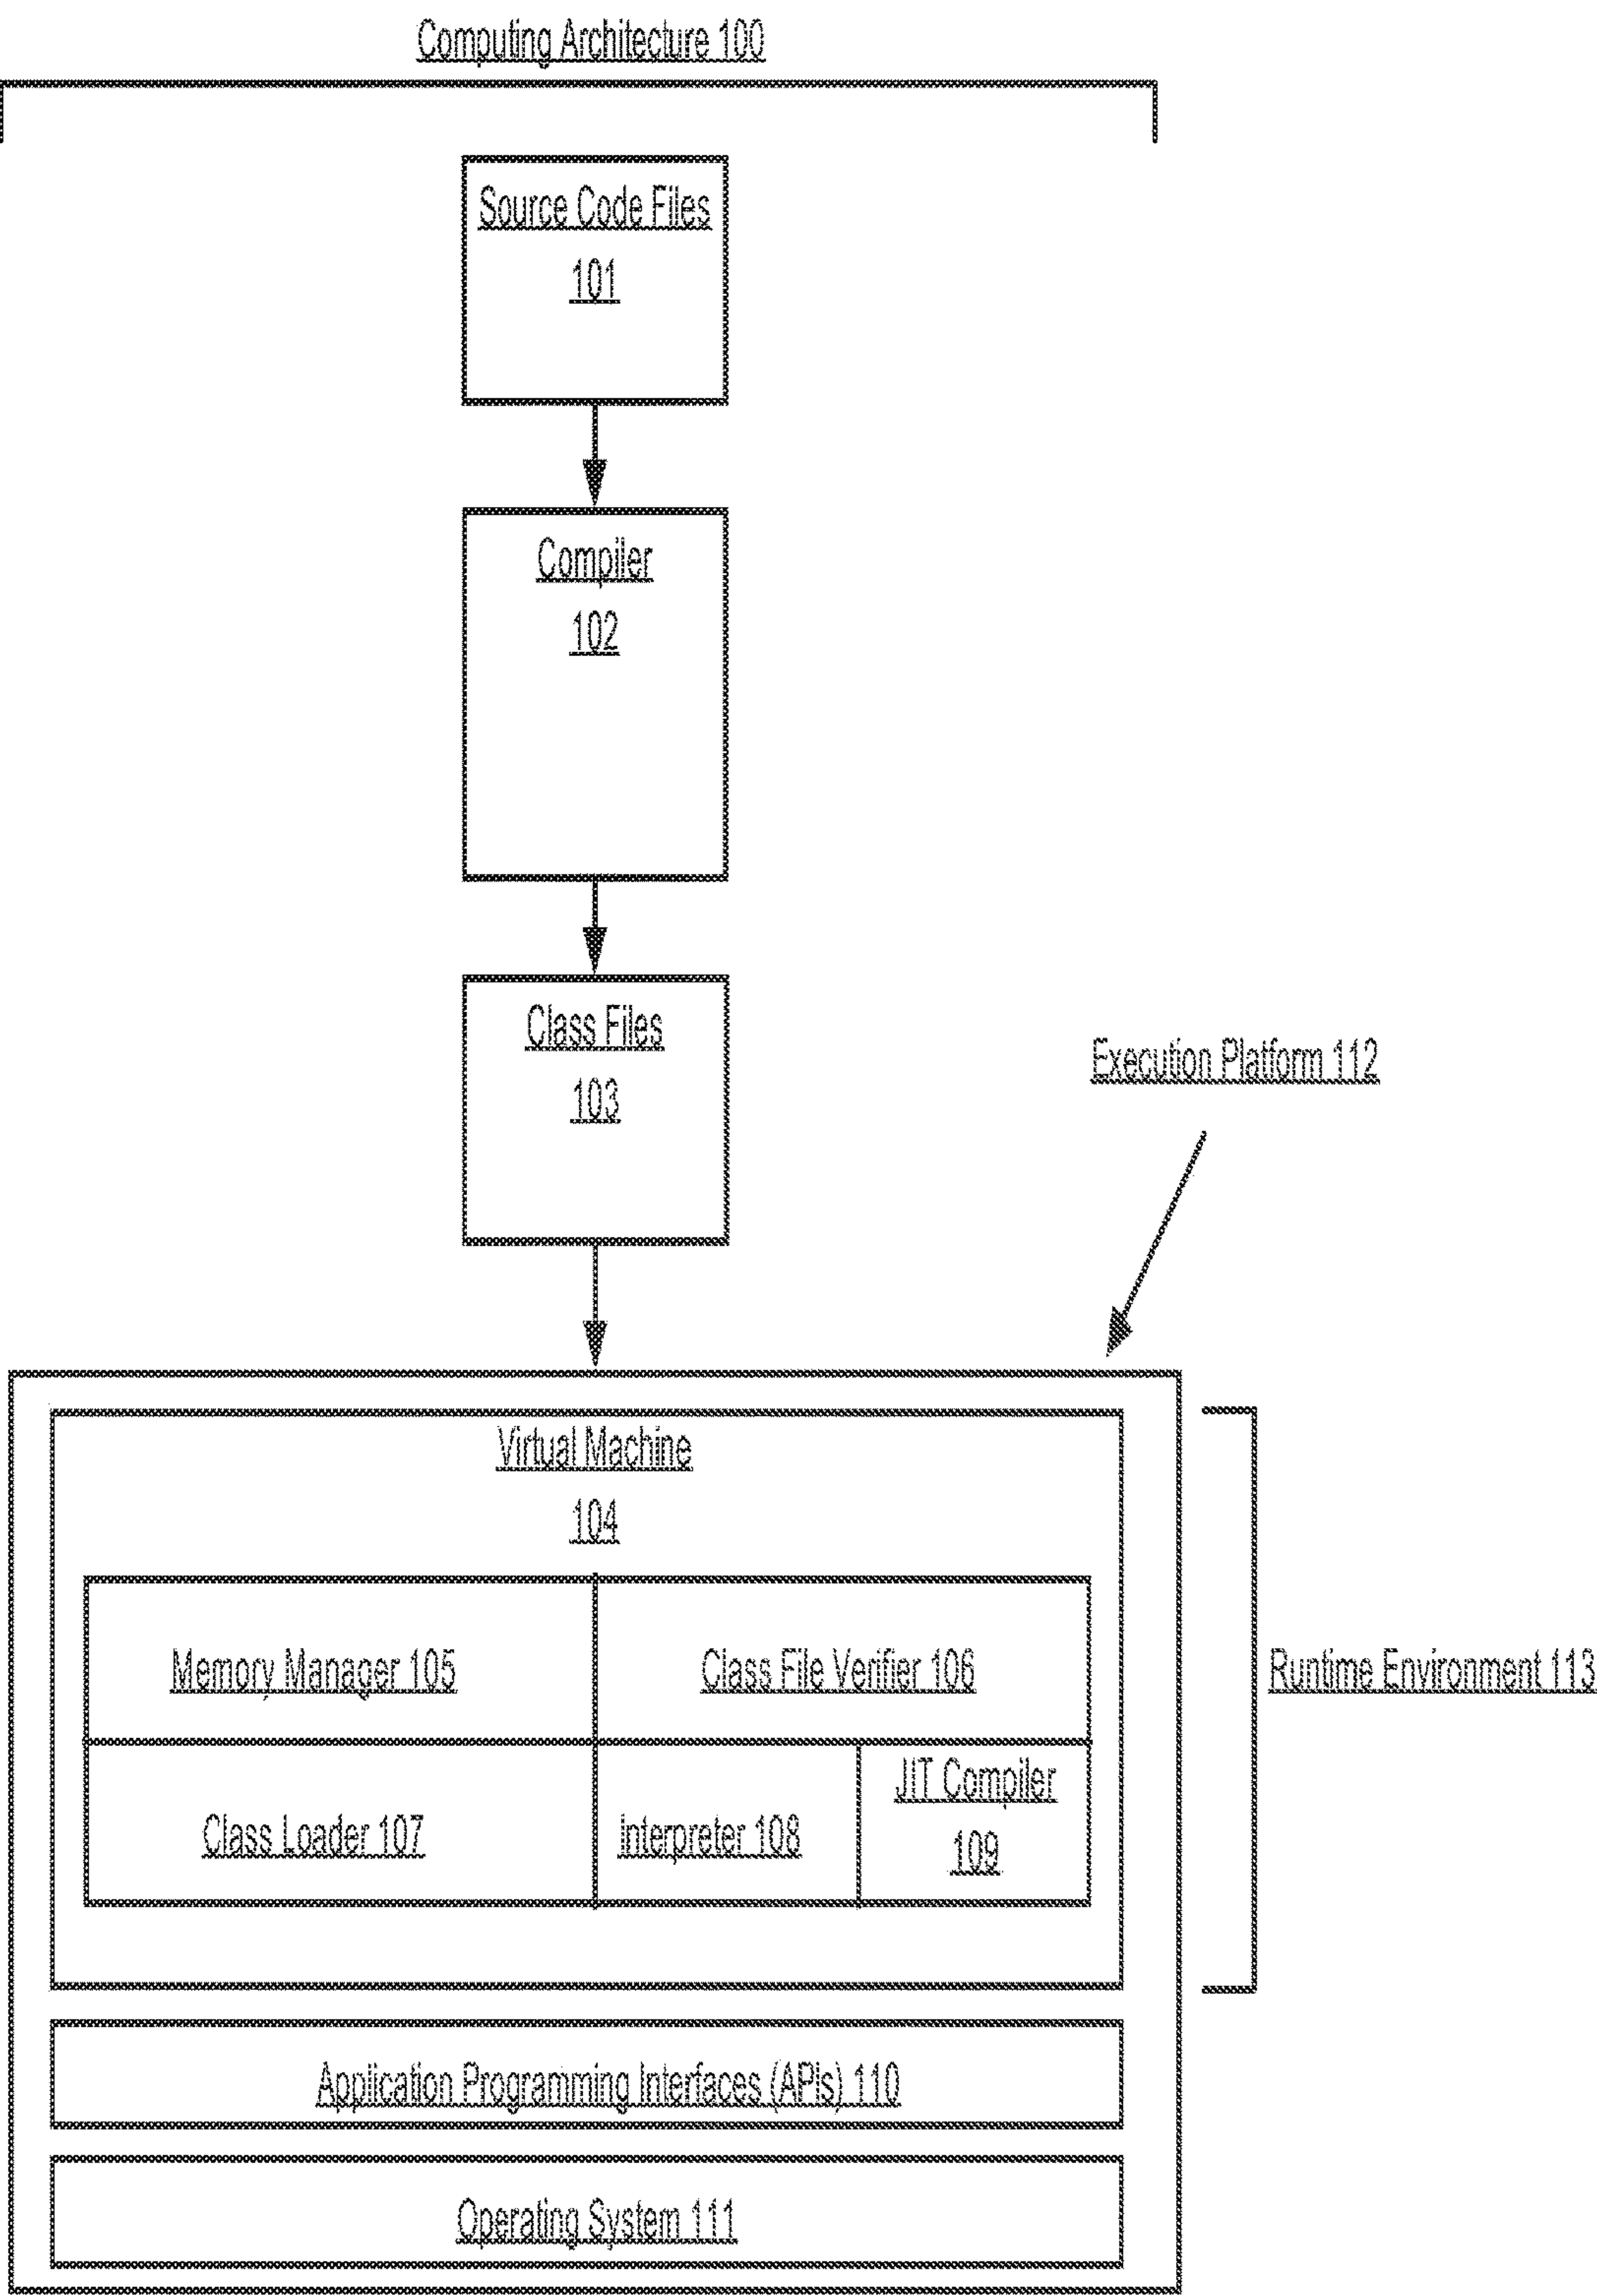 Computing Architecture 100
Source Code Files
101
Compiler
102
Class Files
103
Execution Platform 112
Virtual Machine
104
Memory Manager 105
Class File Verifier 106
Runtime Environment 113
Class Loader 107
Interpreter 108
JIT Compiler
109
Application Programming Interfaces (APIs) 110
Operating System 111